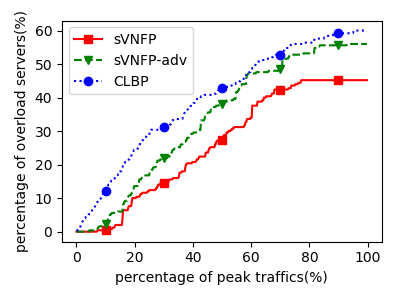 percentage of overload servers(%)
60
50
40
30
20
10
0
sVNFP
sVNFP-adv
CLBP
0 20 40 60 80 100
percentage of peak traffics(%)